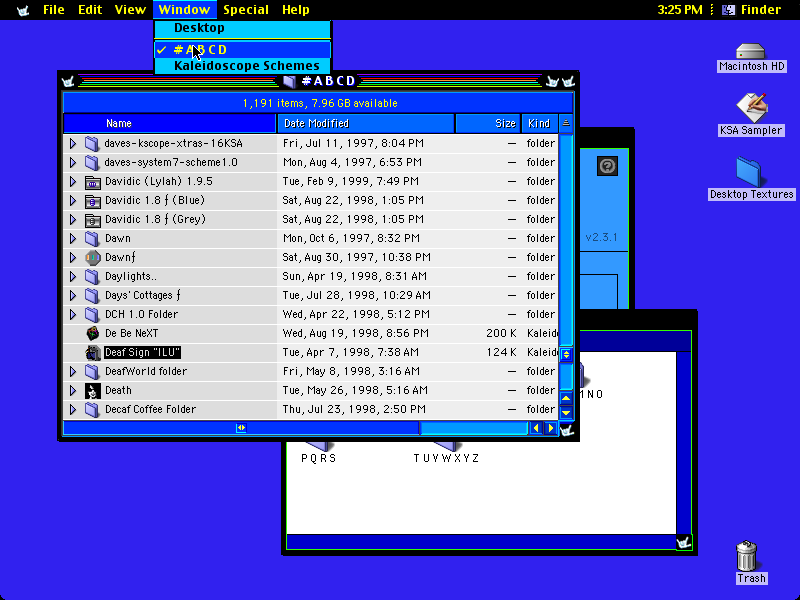 File Edit View Window Special Help 3:25 PM Finder
Desktop
✓ #ABCD
Kaleidoscope Schemes
#ABCD
1,191 items, 7.96 GB available
Name Date Modified Size Kind
daves-kscope-xtras-16KSA Fri, Jul 11, 1997, 8:04 PM — folder
daves-system7-scheme1.0 Mon, Aug 4, 1997, 6:53 PM — folder
Davidic (Lylah) 1.9.5 Tue, Feb 9, 1999, 7:49 PM — folder
Davidic 1.8 ƒ (Blue) Sat, Aug 22, 1998, 1:05 PM — folder
Davidic 1.8 ƒ (Grey) Sat, Aug 22, 1998, 1:05 PM — folder
Dawn Mon, Oct 6, 1997, 8:32 PM — folder
Dawnƒ Sat, Aug 30, 1997, 10:38 PM — folder
Daylights.. Sun, Apr 19, 1998, 8:31 AM — folder
Days' Cottages ƒ Tue, Jul 28, 1998, 10:29 AM — folder
DCH 1.0 Folder Wed, Apr 22, 1998, 5:12 PM — folder
De Be NeXT Wed, Aug 19, 1998, 8:56 PM 200 K Kaleid
Deaf Sign "ILU" Tue, Apr 7, 1998, 7:38 AM 124 K Kaleid
DeafWorld folder Fri, May 8, 1998, 3:16 AM — folder
Death Tue, May 26, 1998, 5:16 AM — folder
Decaf Coffee Folder Thu, Jul 23, 1998, 2:50 PM — folder
v2.3.1
MNO
PQRS TUVWXYZ
Macintosh HD
KSA Sampler
Desktop Textures
Trash